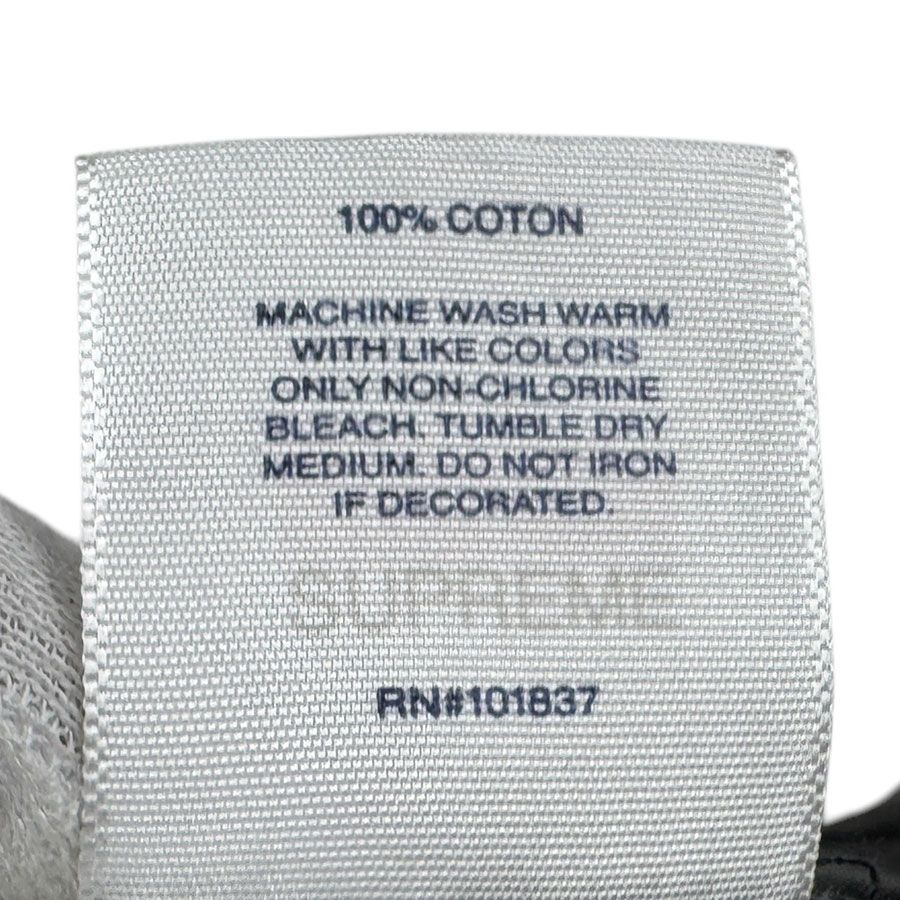 100% COTON
MACHINE WASH WARM
WITH LIKE COLORS
ONLY NON-CHLORINE
BLEACH. TUMBLE DRY
MEDIUM. DO NOT IRON
IF DECORATED.
SUPREME
RN#101837